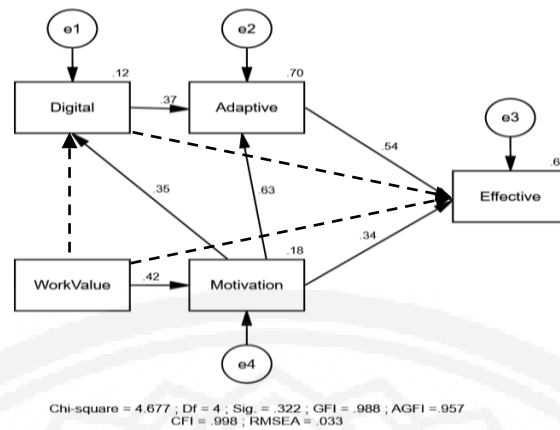 e1
e2
.12
.70
Digital
.37
Adaptive
e3
.54
Effective
.35
.63
.34
.18
WorkValue
.42
Motivation
e4
Chi-square = 4.677 ; Df = 4 ; Sig. = .322 ; GFI = .988 ; AGFI =.957
CFI = .998 ; RMSEA = .033